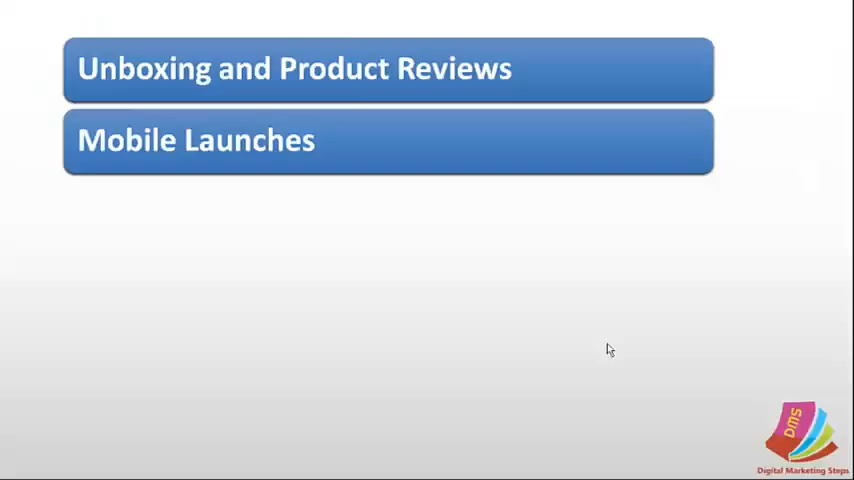 Unboxing and Product Reviews
Mobile Launches
DMS
Digital Marketing Steps